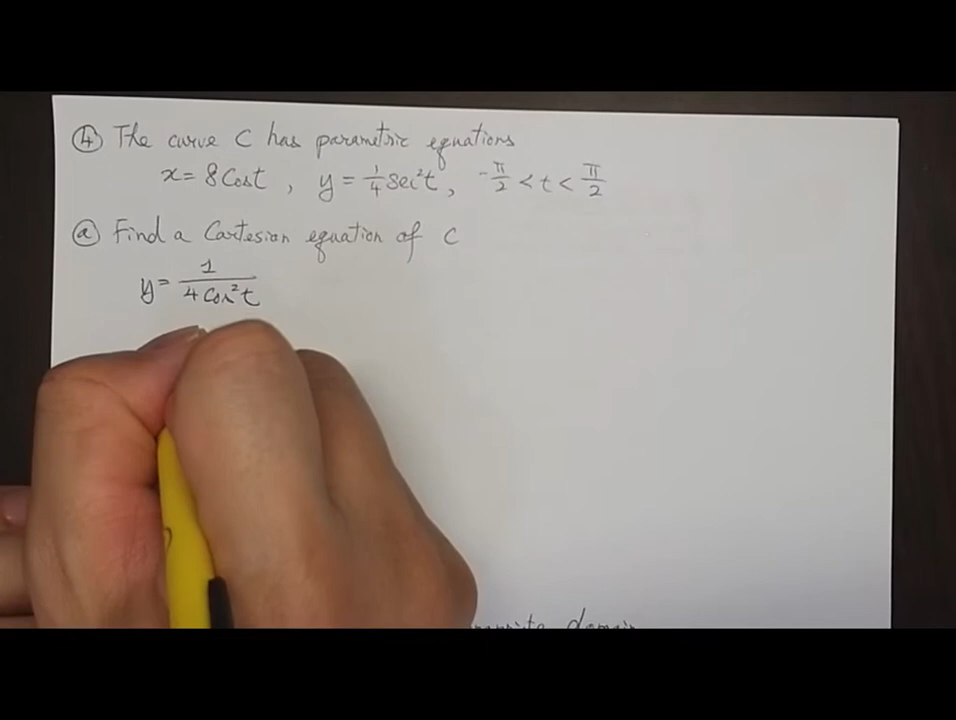 ④ The curve C has parametric equations
x = 8 Cos t , y = 1/4 sec²t , -π/2 < t < π/2
ⓐ Find a Cartesian equation of C
y = 1/(4 Cos²t)
domain